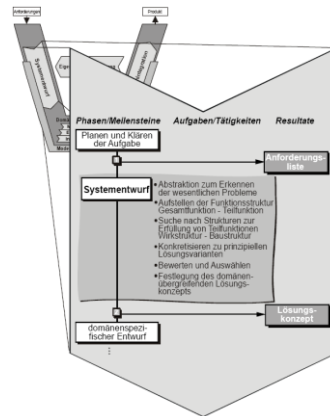 Anforderungen
Produkt
Systementwurf
Phasen/Meilensteine Aufgaben/Tätigkeiten Resultate
Planen und Klären
der Aufgabe
Anforderungs-
liste
Systementwurf
•Abstraktion zum Erkennen
der wesentlichen Probleme
•Aufstellen der Funktionsstruktur
Gesamtfunktion - Teilfunktion
•Suche nach Strukturen zur
Erfüllung von Teilfunktionen
Wirkstruktur - Baustruktur
•Konkretisieren zu prinzipiellen
Lösungsvarianten
•Bewerten und Auswählen
•Festlegung des domänen-
übergreifenden Lösungs-
konzepts
Lösungs-
konzept
domänenspezi-
fischer Entwurf
...